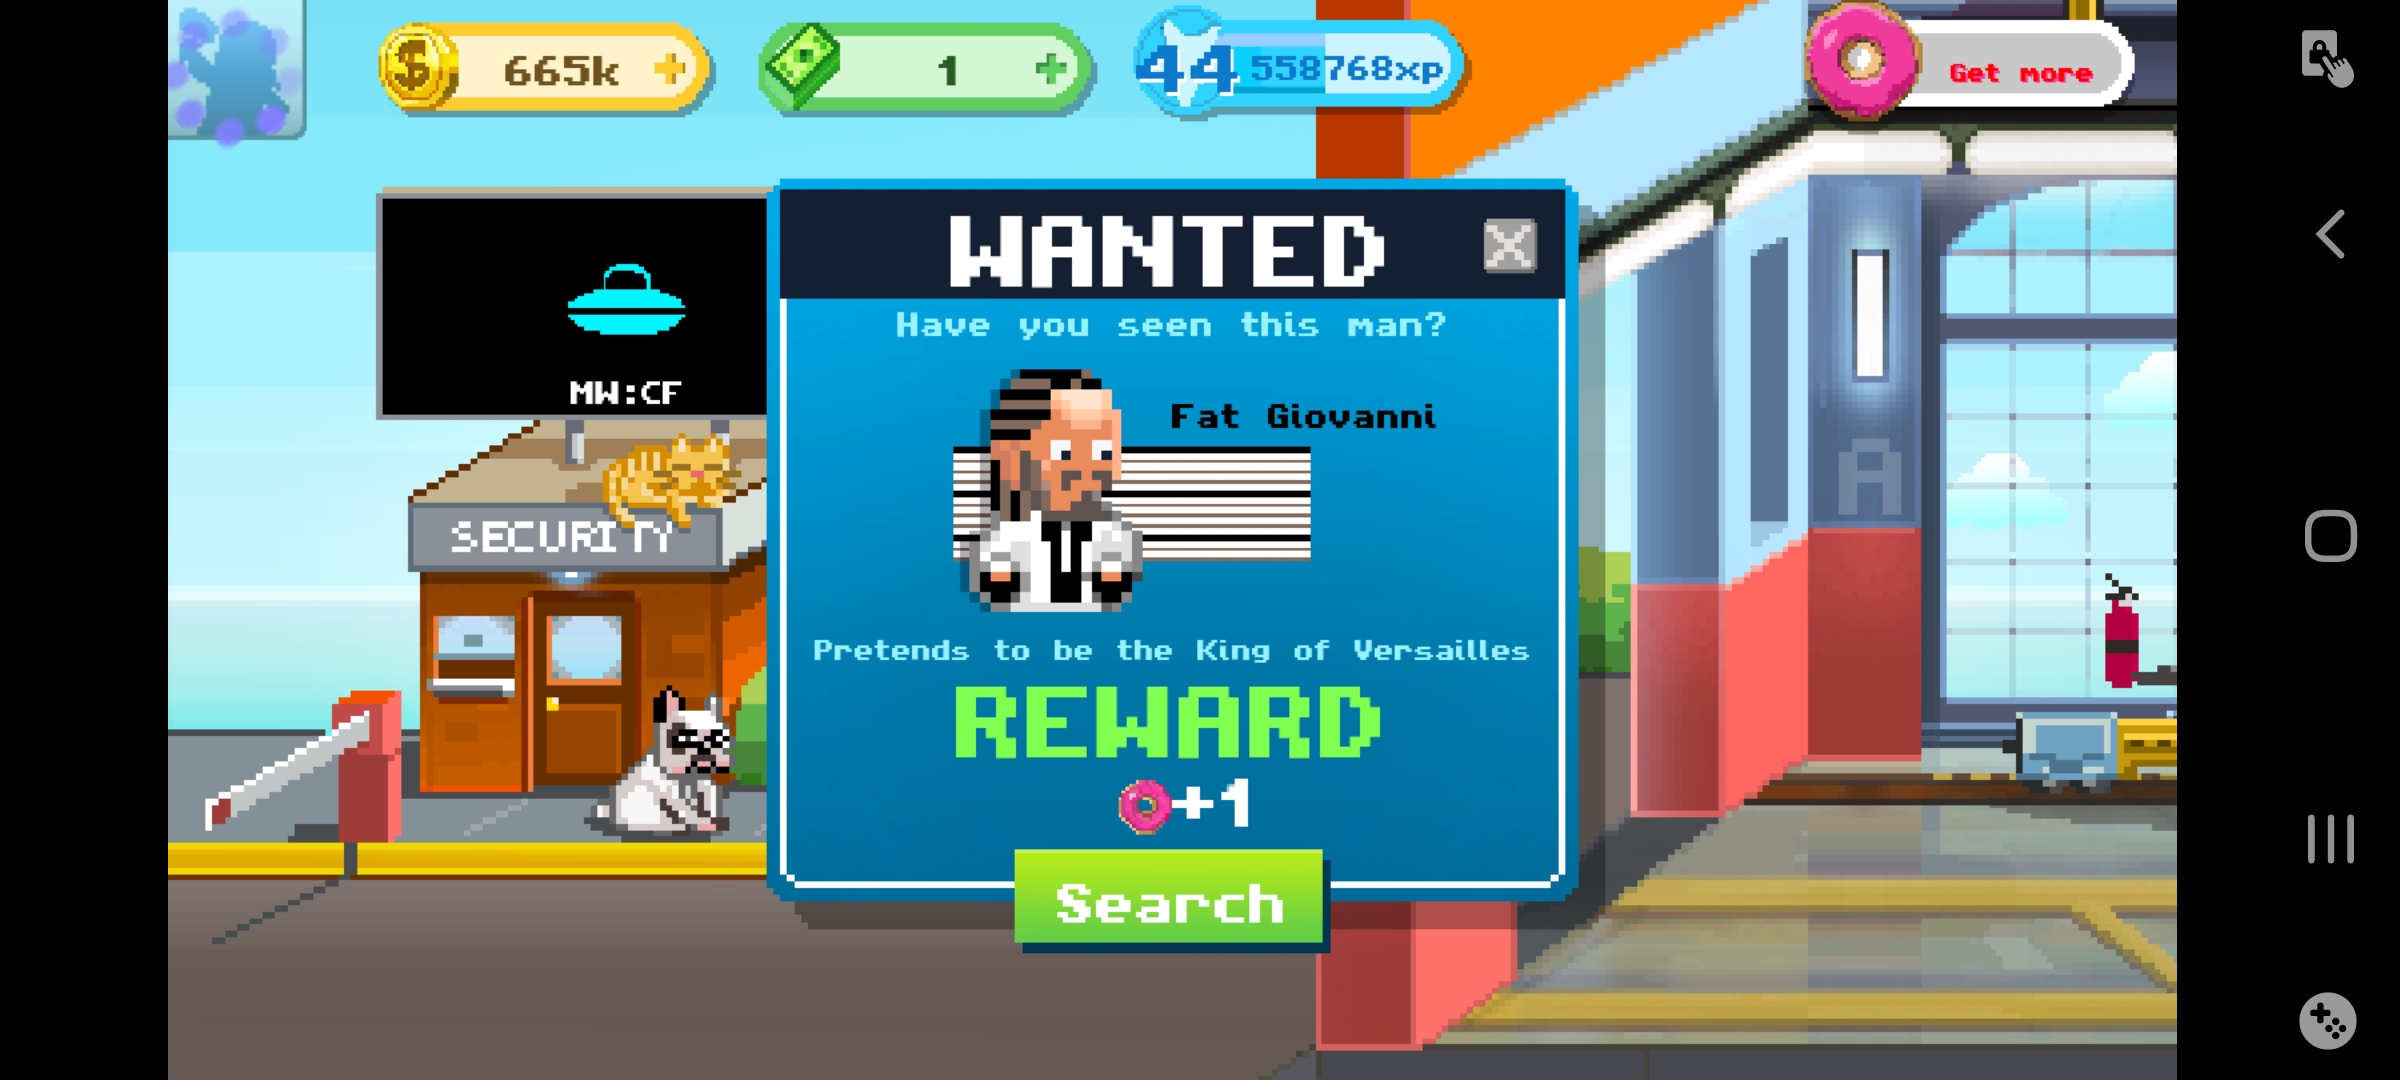 665k
1
44 558768xp
Get more
WANTED
Have you seen this man?
MW:CF
Fat Giovanni
A
SECURITY
Pretends to be the King of Versailles
REWARD
+1
Search